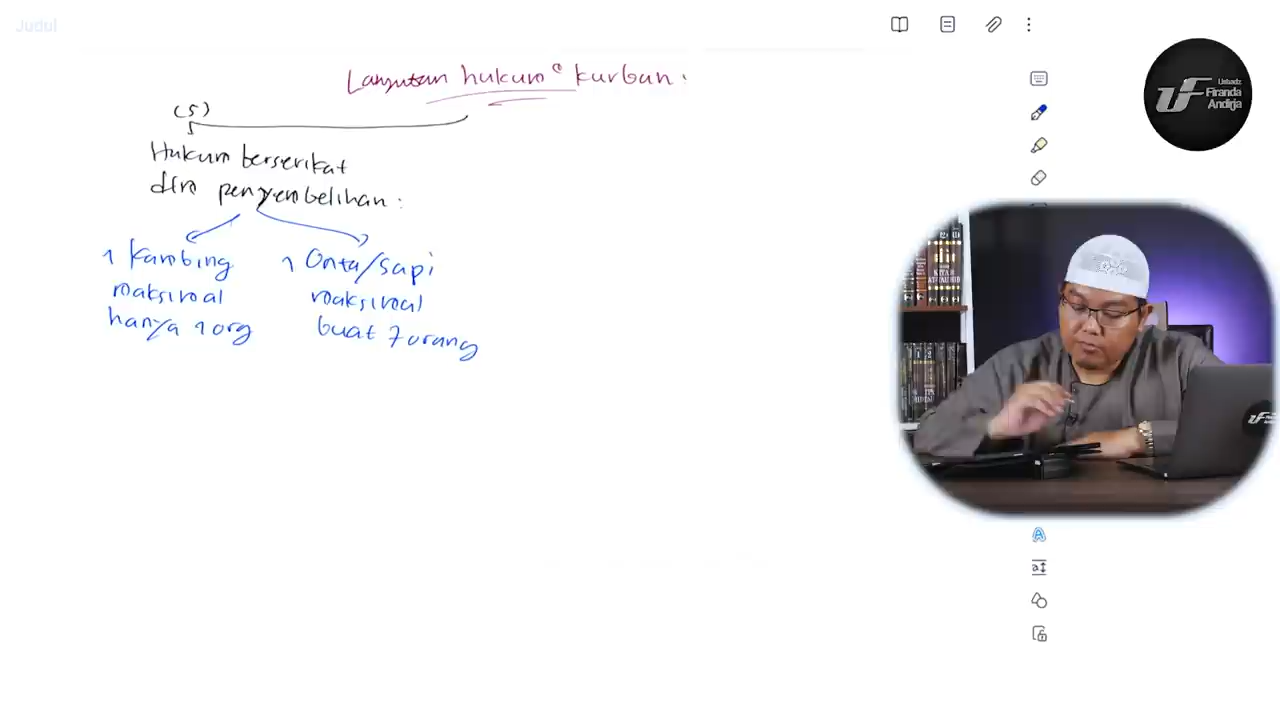 Judul
Lanjutan hukum² kurban :
(5)
Hukum berserikat
dlm penyembelihan :
1 Kambing
maksimal
hanya 1 org
1 Onta/sapi
maksimal
buat 7 orang
Ustadz
Firanda
Andirja